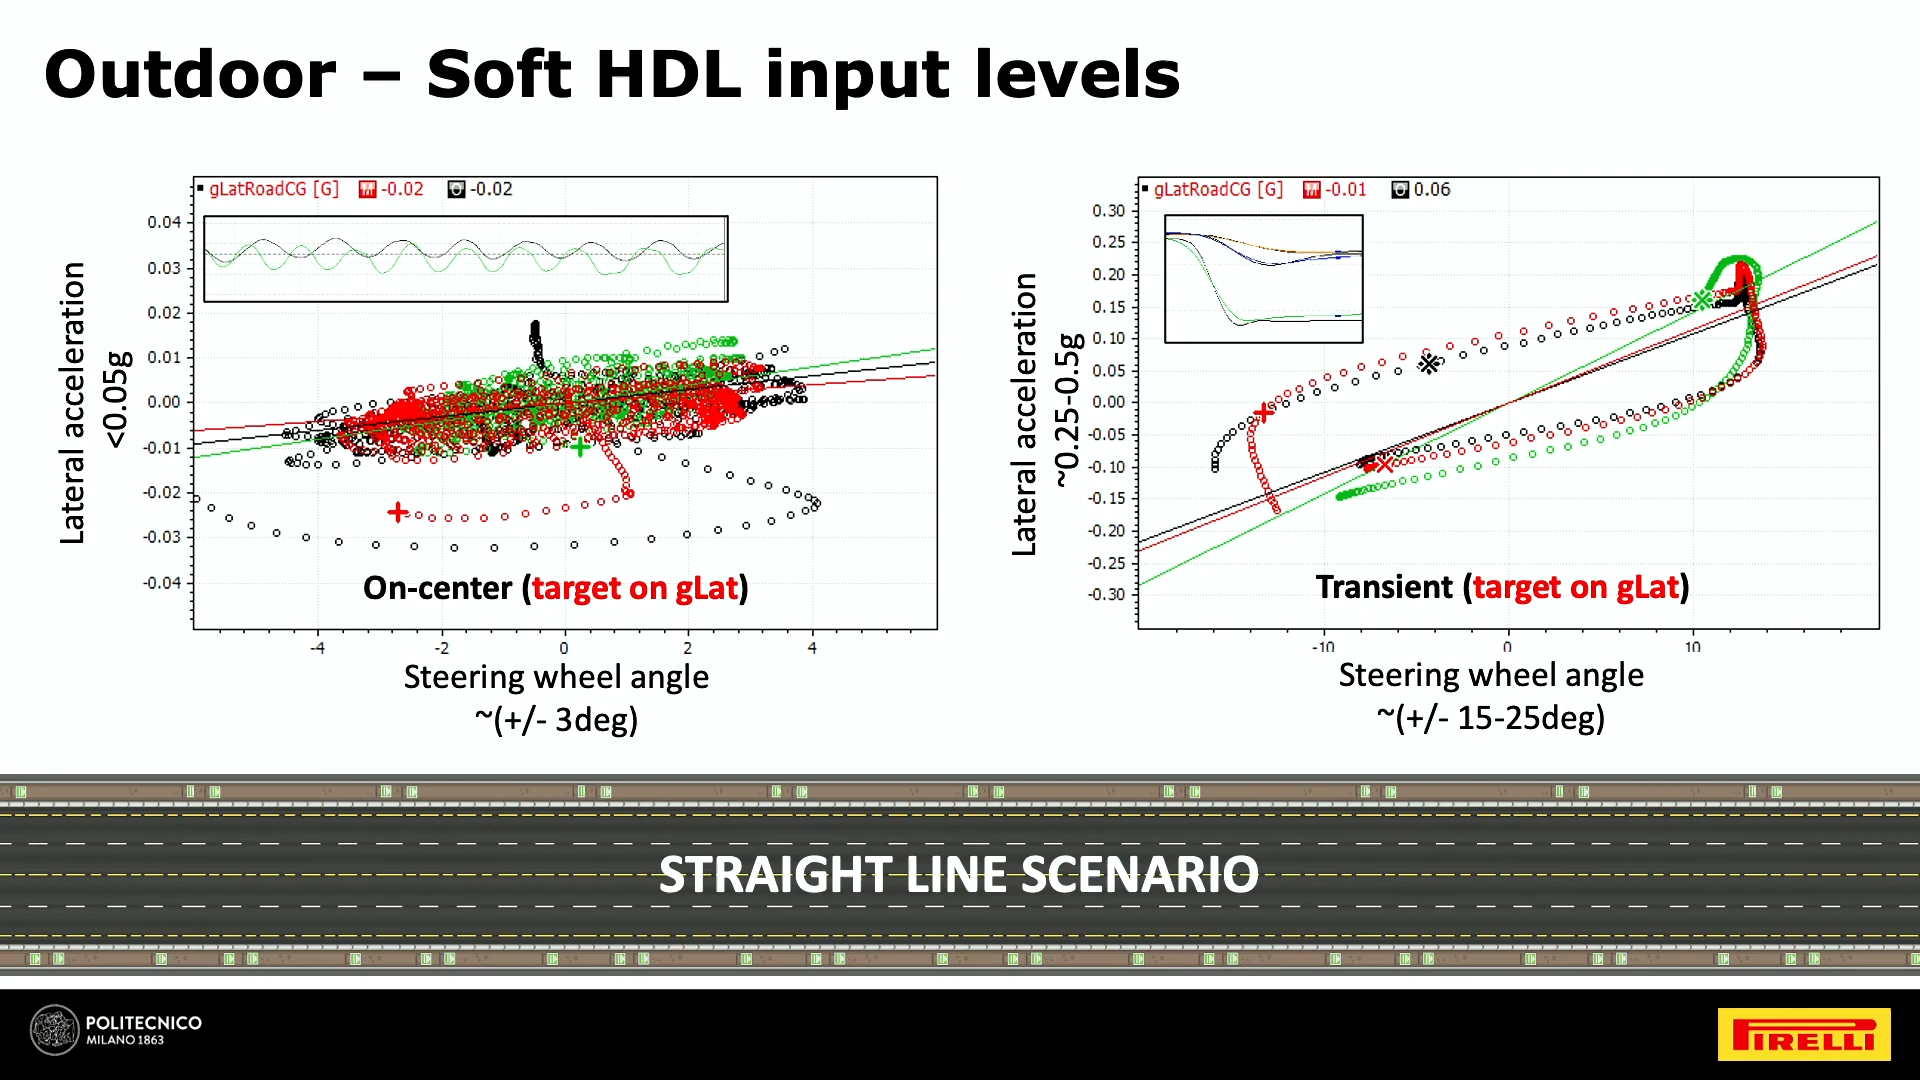 Outdoor – Soft HDL input levels
gLatRoadCG [G] -0.02 -0.02
0.04
0.03
0.02
0.01
0.00
-0.01
-0.02
-0.03
-0.04
-4 -2 0 2 4
Lateral acceleration
<0.05g
On-center (target on gLat)
Steering wheel angle
~(+/- 3deg)
gLatRoadCG [G] -0.01 0.06
0.30
0.25
0.20
0.15
0.10
0.05
0.00
-0.05
-0.10
-0.15
-0.20
-0.25
-0.30
-10 0 10
Lateral acceleration
~0.25-0.5g
Transient (target on gLat)
Steering wheel angle
~(+/- 15-25deg)
STRAIGHT LINE SCENARIO
POLITECNICO
MILANO 1863
PIRELLI